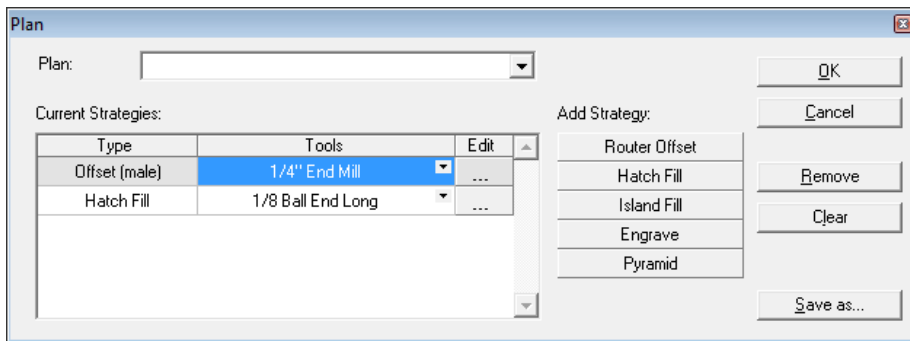 Plan
Plan:
OK
Current Strategies:
Add Strategy:
Cancel
Type Tools Edit
Router Offset
Offset (male) 1/4" End Mill ...
Hatch Fill
Remove
Hatch Fill 1/8 Ball End Long ...
Island Fill
Clear
Engrave
Pyramid
Save as...